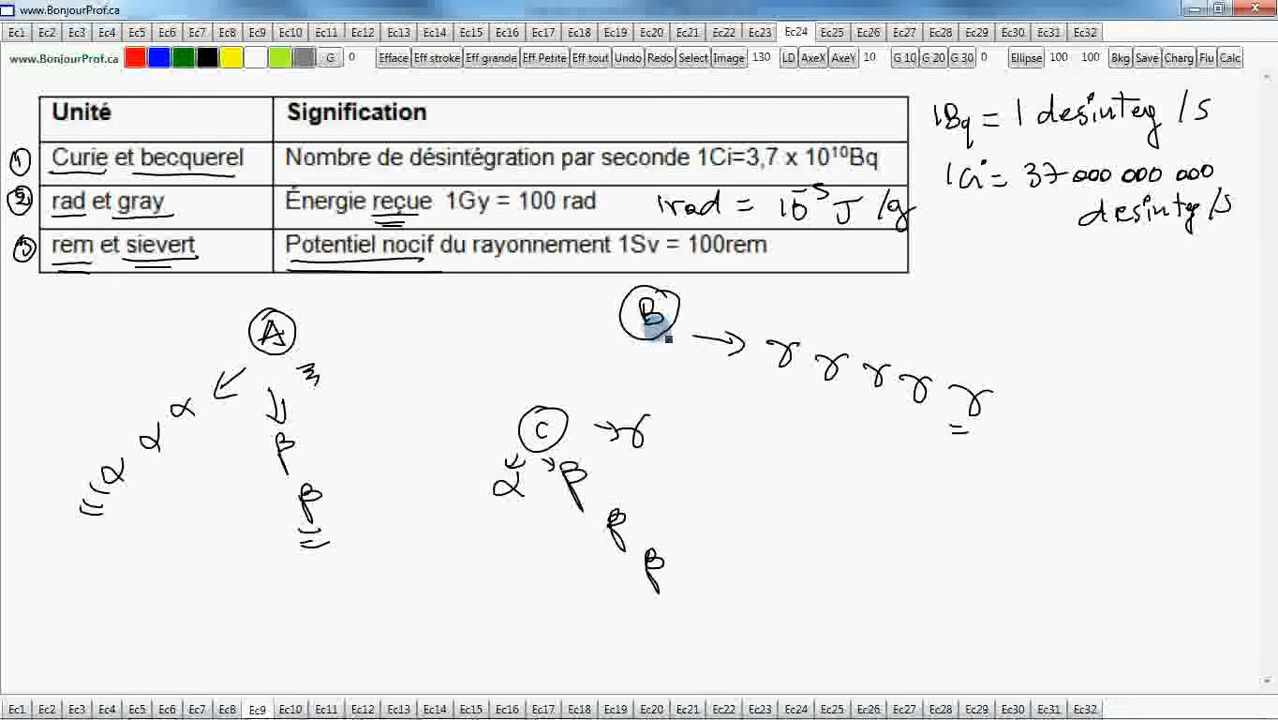 www.BonjourProf.ca
Ec1 Ec2 Ec3 Ec4 Ec5 Ec6 Ec7 Ec8 Ec9 Ec10 Ec11 Ec12 Ec13 Ec14 Ec15 Ec16 Ec17 Ec18 Ec19 Ec20 Ec21 Ec22 Ec23 Ec24 Ec25 Ec26 Ec27 Ec28 Ec29 Ec30 Ec31 Ec32
www.BonjourProf.ca G 0 Efface Eff stroke Eff grande Eff Petite Eff tout Undo Redo Select Image 130 LD AxeX AxeY 10 G 10 G 20 G 30 0 Ellipse 100 100 Bkg Save Charg Flu Calc
Unité Signification
1 Curie et becquerel Nombre de désintégration par seconde 1Ci=3,7 x 10¹⁰Bq
2 rad et gray Énergie reçue 1Gy = 100 rad 1rad = 10⁻⁵ J/g
3 rem et sievert Potentiel nocif du rayonnement 1Sv = 100rem
1Bq = 1 desinteg/s
1Ci = 37 000 000 000
desintg/s
A
α α α
β
β
B → γ γ γ γ γ
C → γ
α β
β
β
Ec1 Ec2 Ec3 Ec4 Ec5 Ec6 Ec7 Ec8 Ec9 Ec10 Ec11 Ec12 Ec13 Ec14 Ec15 Ec16 Ec17 Ec18 Ec19 Ec20 Ec21 Ec22 Ec23 Ec24 Ec25 Ec26 Ec27 Ec28 Ec29 Ec30 Ec31 Ec32